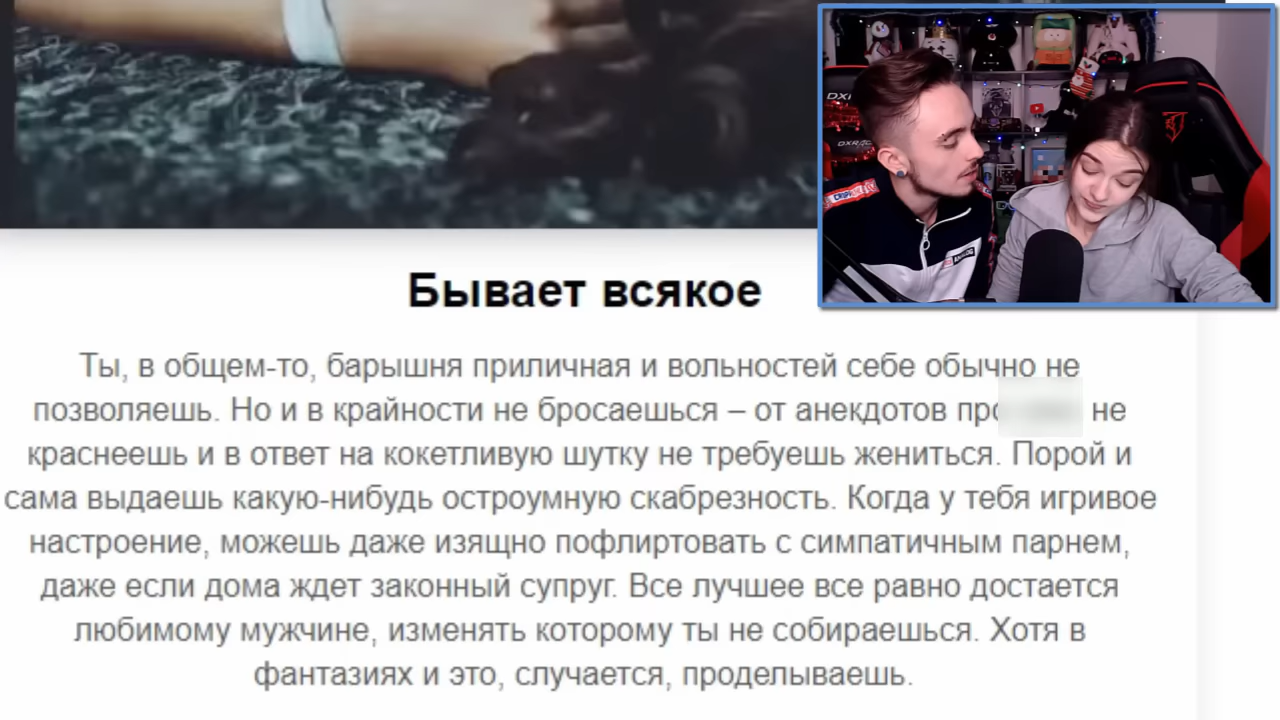 Бывает всякое
Ты, в общем-то, барышня приличная и вольностей себе обычно не
позволяешь. Но и в крайности не бросаешься – от анекдотов не
краснеешь и в ответ на кокетливую шутку не требуешь жениться. Порой и
сама выдаешь какую-нибудь остроумную скабрезность. Когда у тебя игривое
настроение, можешь даже изящно пофлиртовать с симпатичным парнем,
даже если дома ждет законный супруг. Все лучшее все равно достается
любимому мужчине, изменять которому ты не собираешься. Хотя в
фантазиях и это, случается, проделываешь.